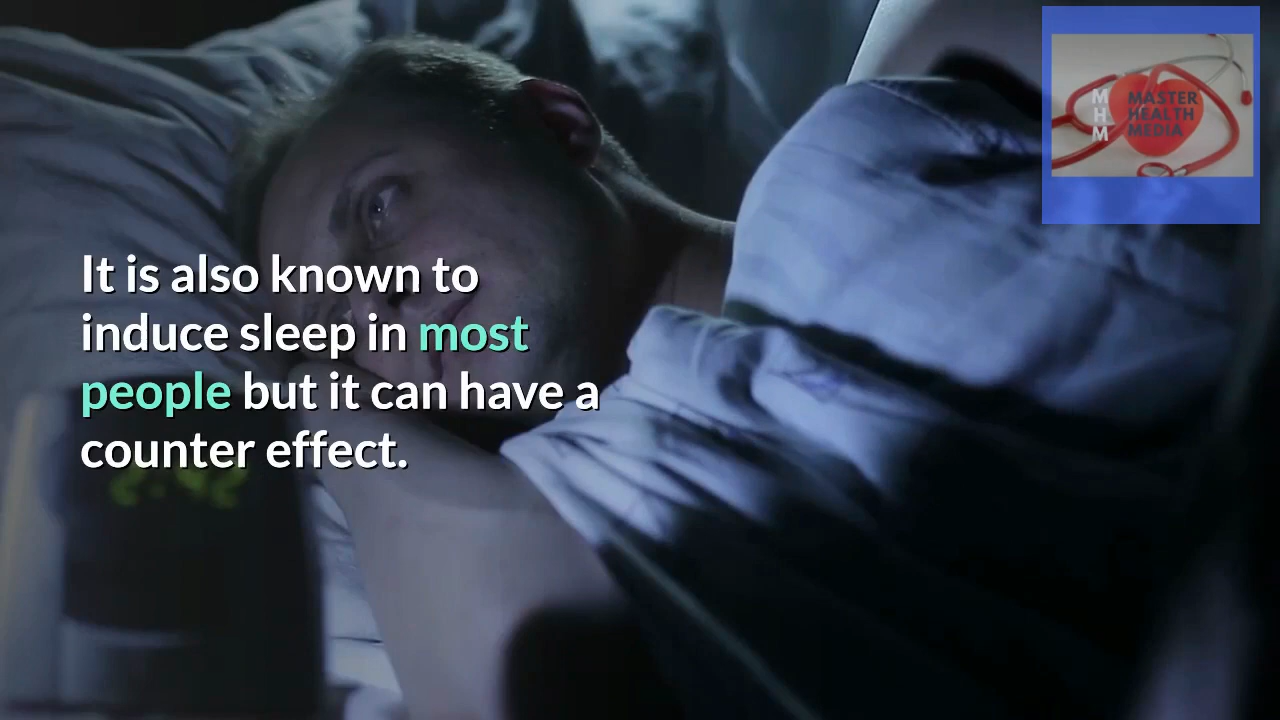 It is also known to
induce sleep in most
people but it can have a
counter effect.
M
H
M
MASTER
HEALTH
MEDIA